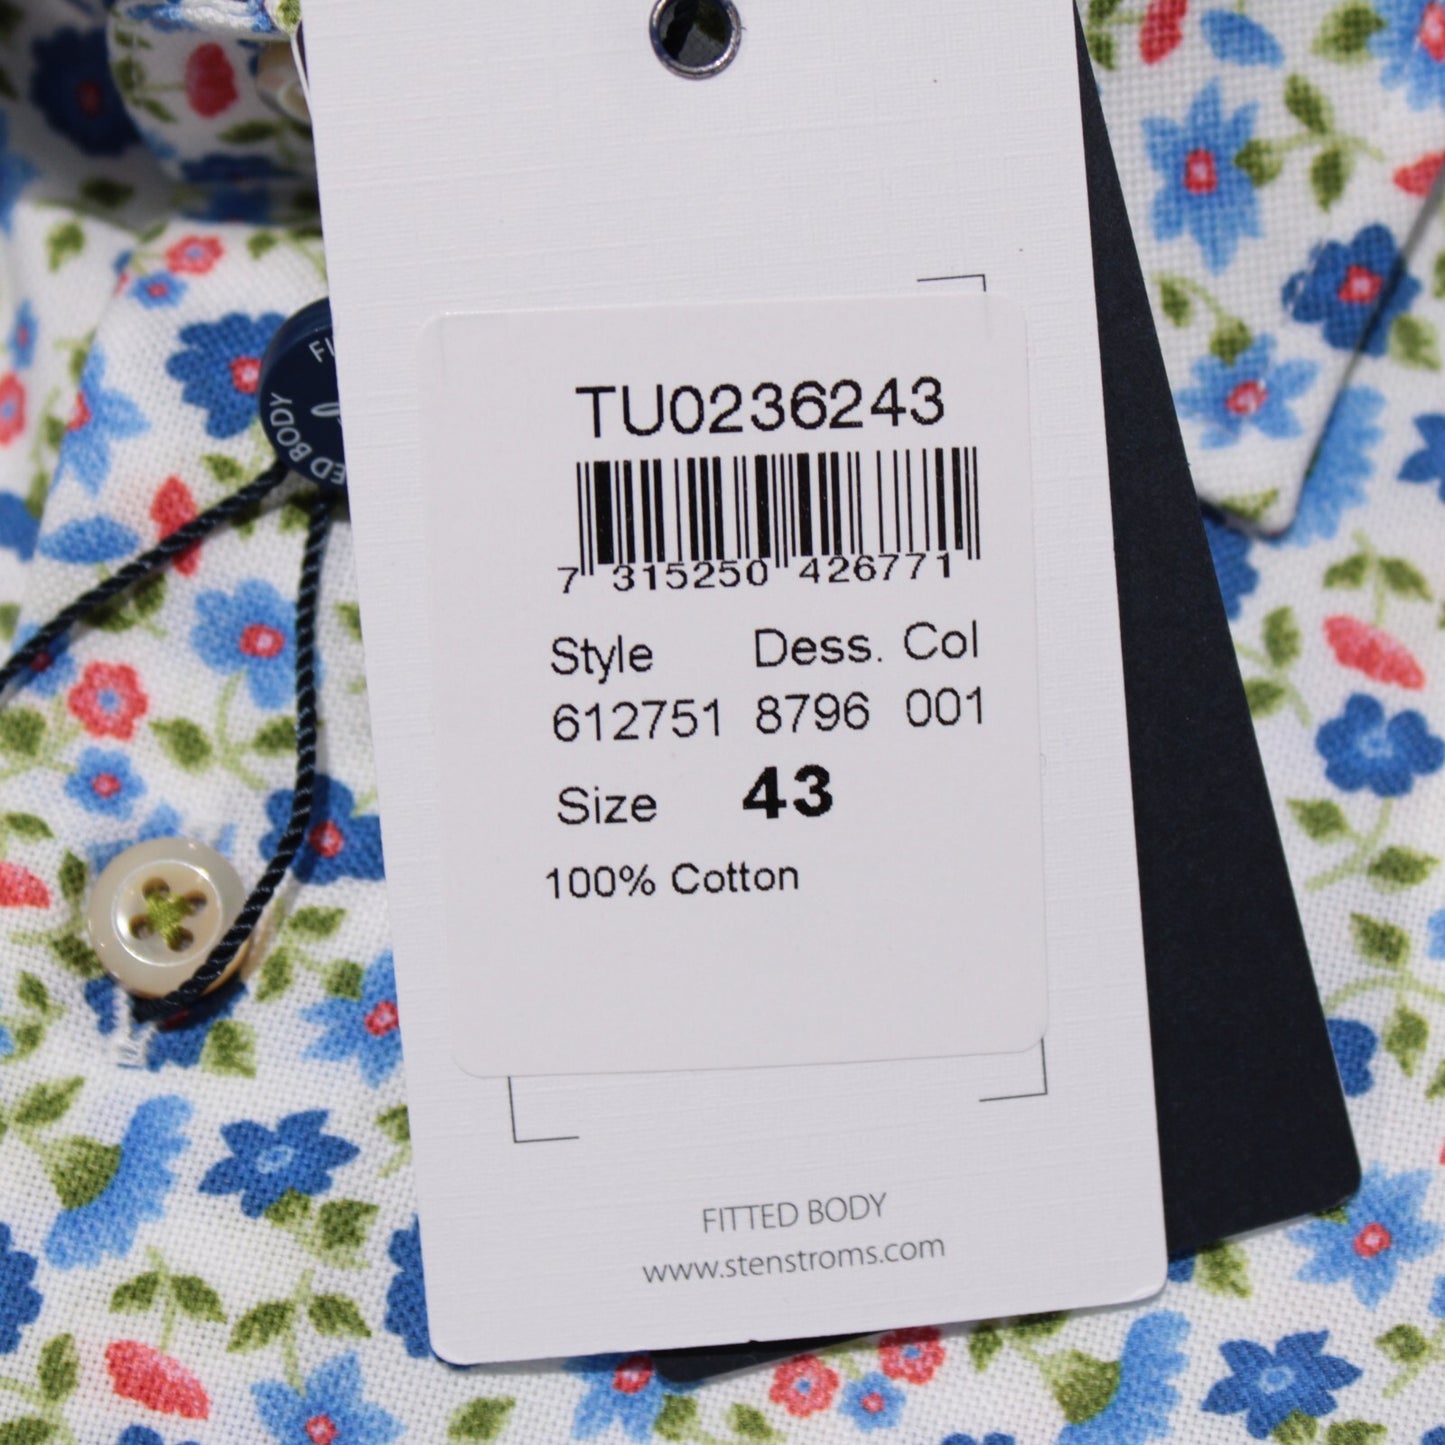 TU0236243
7 315250 426771
Style Dess. Col
612751 8796 001
Size 43
100% Cotton
FITTED BODY
www.stenstroms.com
BODY